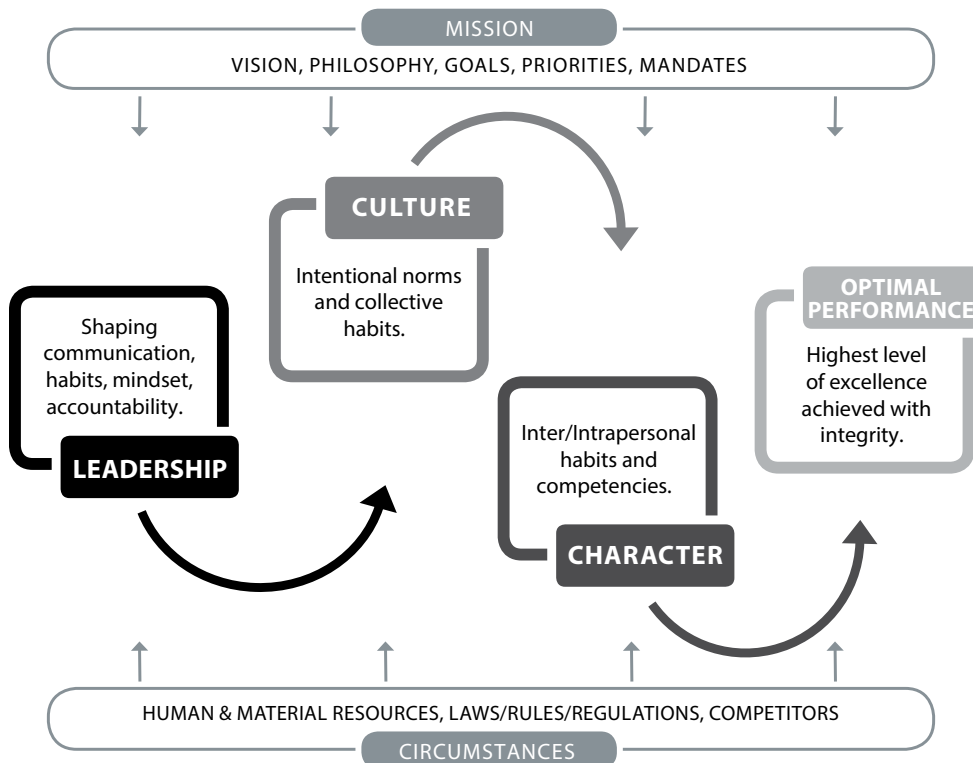 MISSION
VISION, PHILOSOPHY, GOALS, PRIORITIES, MANDATES
Shaping
communication,
habits, mindset,
accountability.
LEADERSHIP
CULTURE
Intentional norms
and collective
habits.
Inter/Intrapersonal
habits and
competencies.
CHARACTER
OPTIMAL
PERFORMANCE
Highest level
of excellence
achieved with
integrity.
HUMAN & MATERIAL RESOURCES, LAWS/RULES/REGULATIONS, COMPETITORS
CIRCUMSTANCES